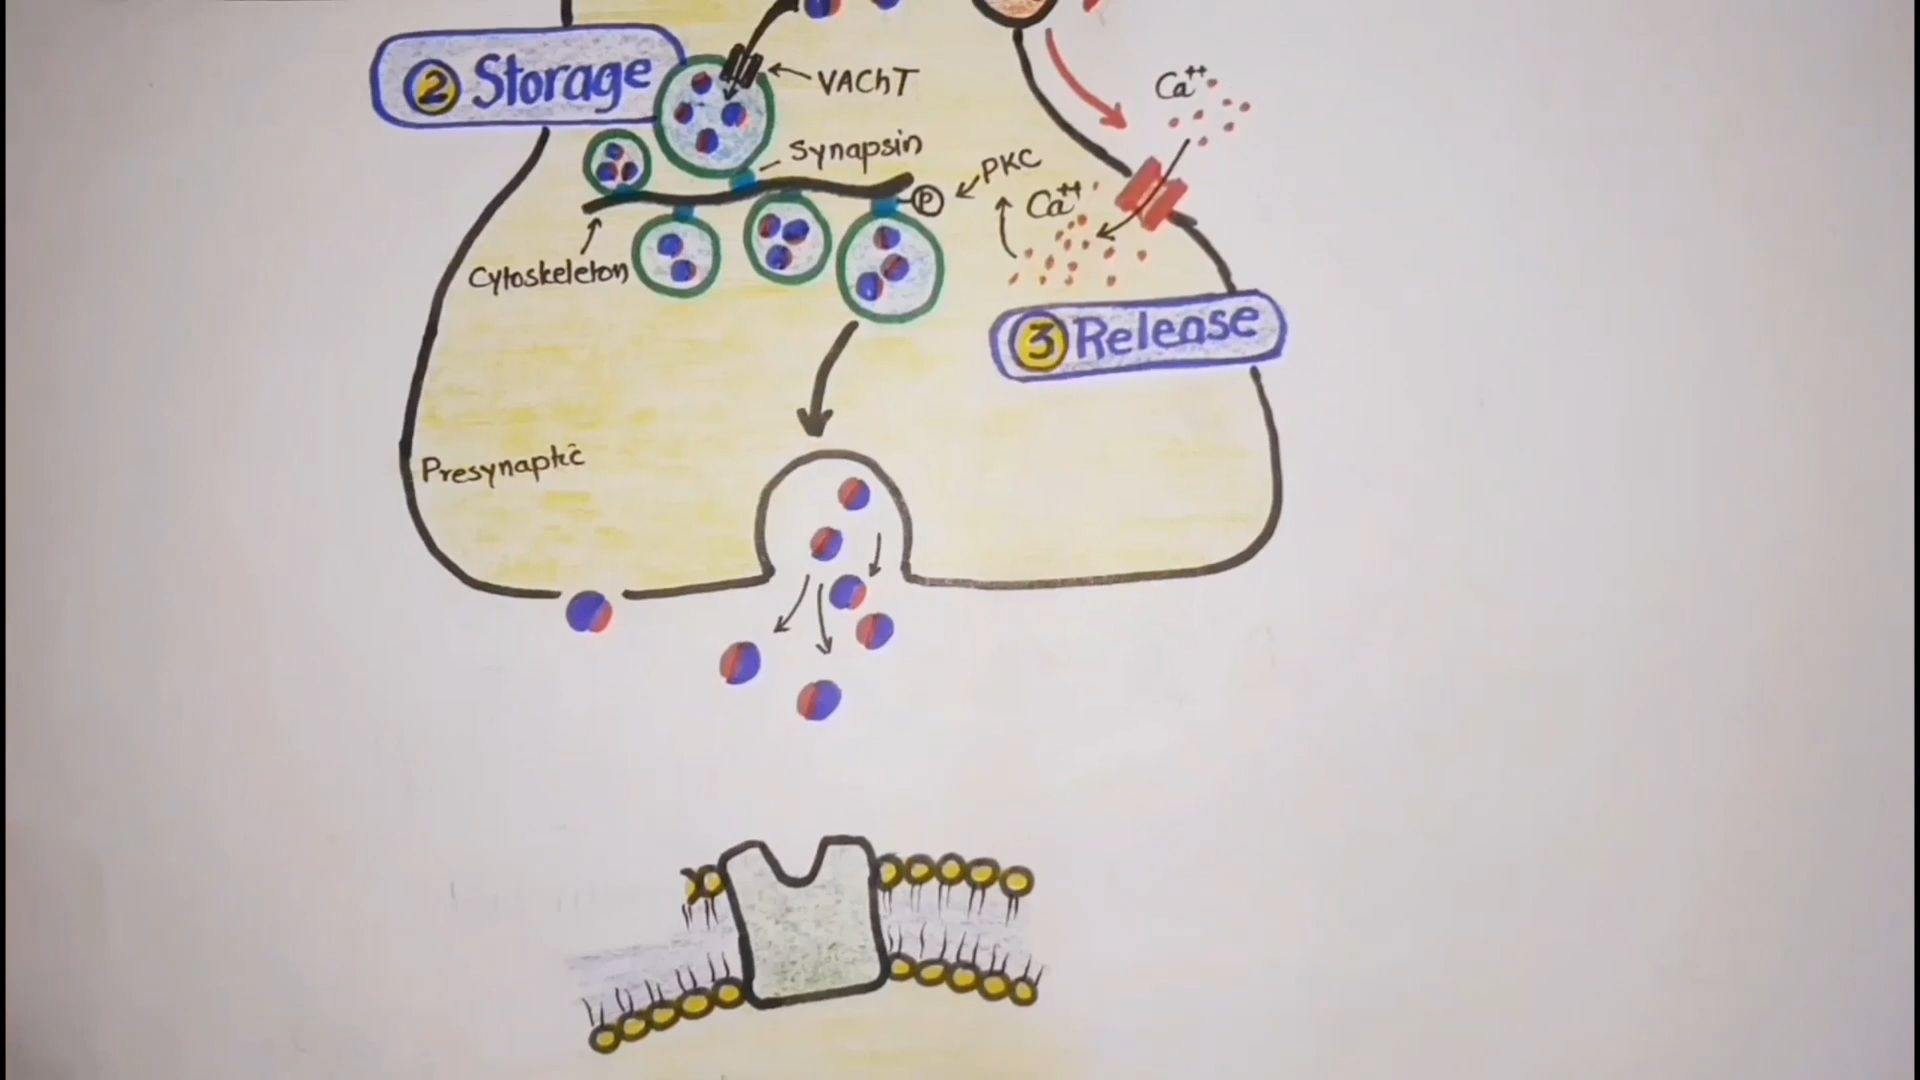 2 Storage
VAChT
Synapsin
P
PKC
Ca++
Ca++
Cytoskeleton
3 Release
Presynaptic